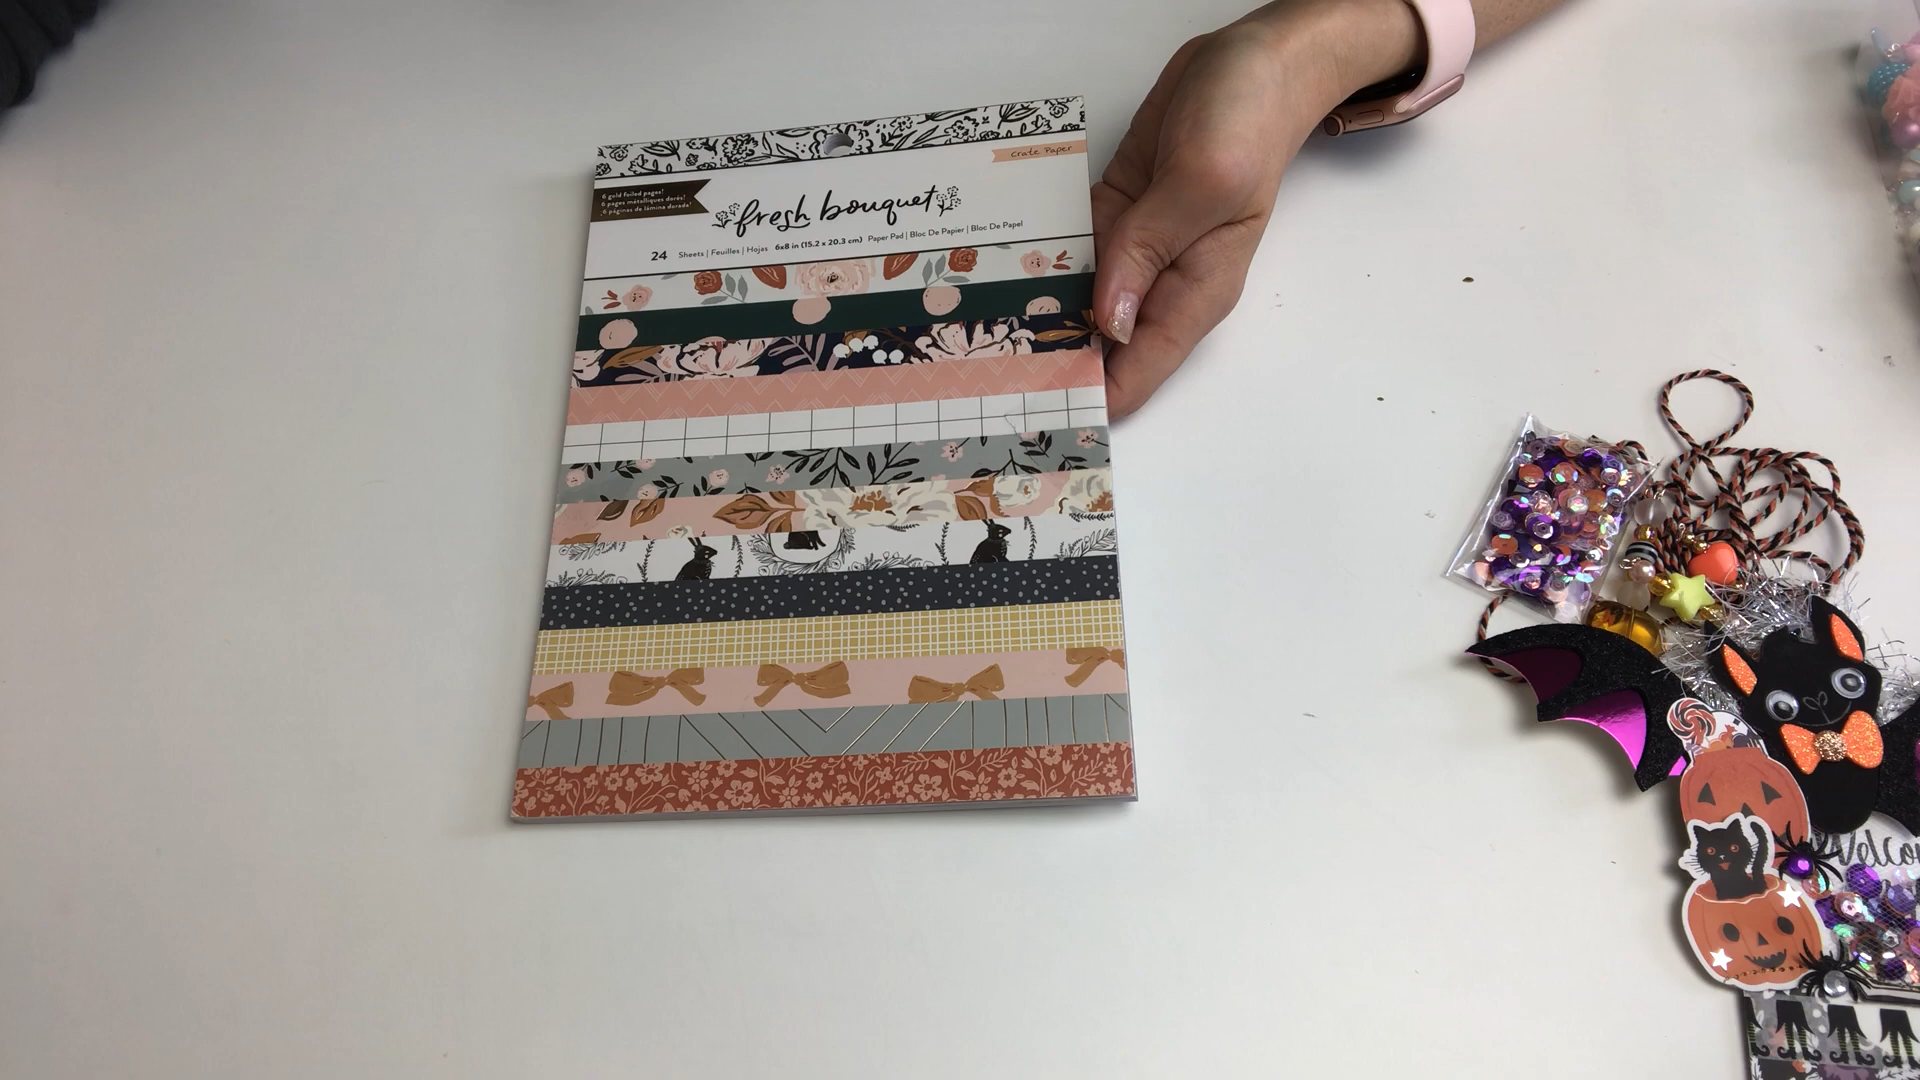 Crate Paper
6 gold foiled pages!
6 pages métalliques dorés!
6 páginas de lámina dorada!
fresh bouquet
24 Sheets | Feuilles | Hojas 6x8 in (15.2 x 20.3 cm) Paper Pad | Bloc De Papier | Bloc De Papel